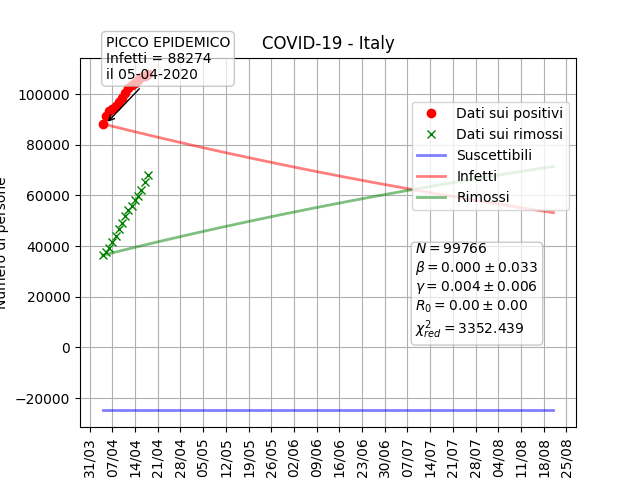 COVID-19 - Italy
PICCO EPIDEMICO
Infetti = 88274
il 05-04-2020
Numero di persone
100000
80000
60000
40000
20000
0
−20000
Dati sui positivi
Dati sui rimossi
Suscettibili
Infetti
Rimossi
N = 99766
β = 0.000 ± 0.033
γ = 0.004 ± 0.006
R₀ = 0.00 ± 0.00
χ²red = 3352.439
31/03
07/04
14/04
21/04
28/04
05/05
12/05
19/05
26/05
02/06
09/06
16/06
23/06
30/06
07/07
14/07
21/07
28/07
04/08
11/08
18/08
25/08